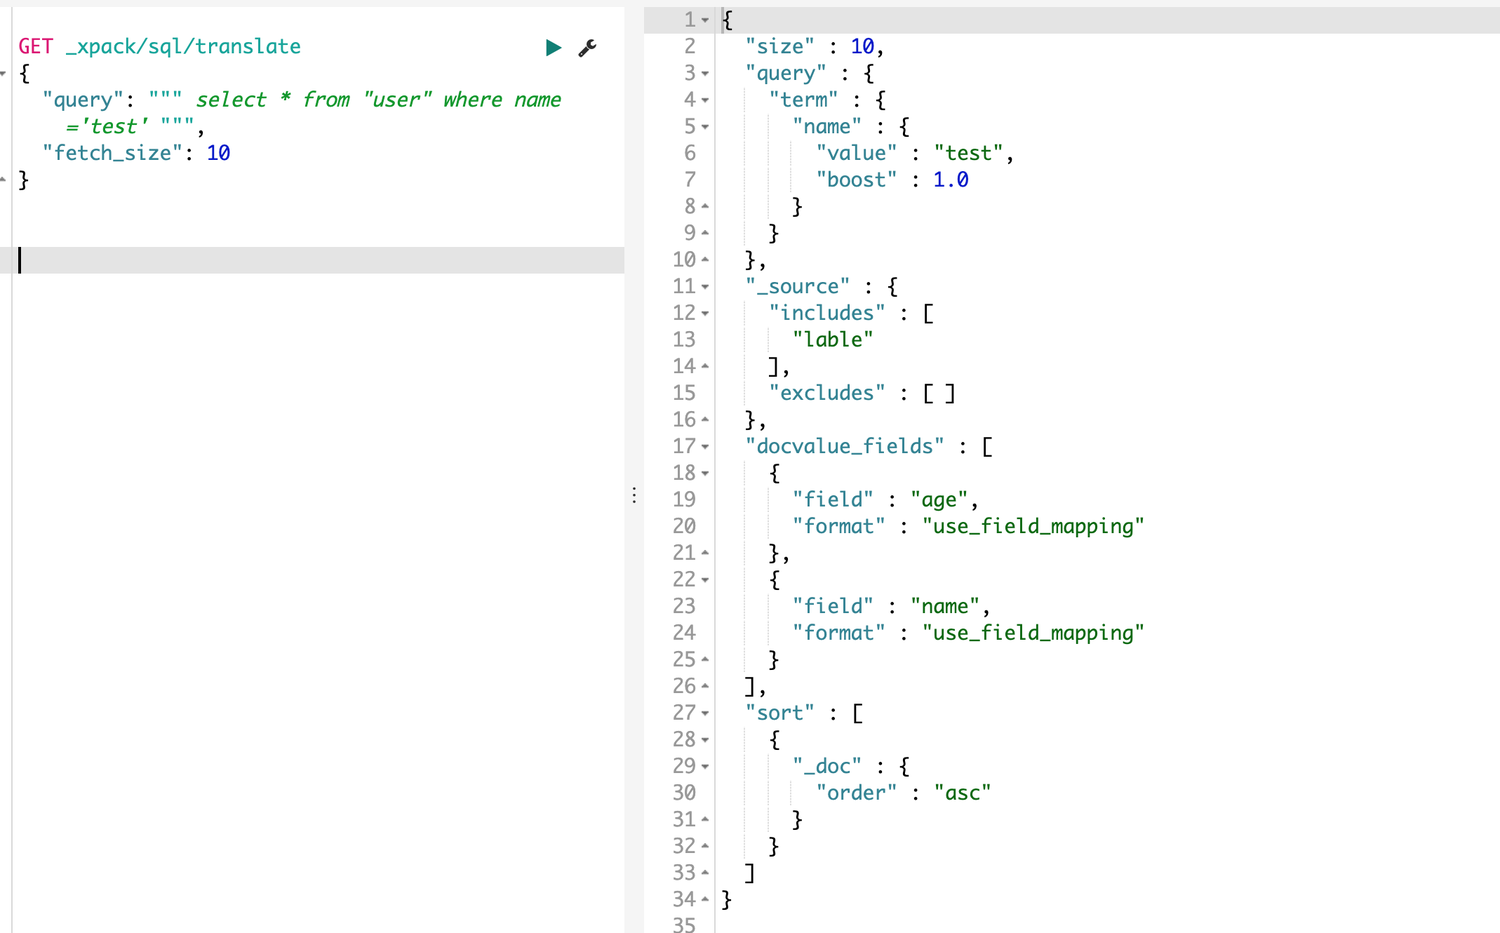 GET _xpack/sql/translate
{
  "query": """ select * from "user" where name
    ='test' """,
  "fetch_size": 10
}
1 {
2   "size" : 10,
3   "query" : {
4     "term" : {
5       "name" : {
6         "value" : "test",
7         "boost" : 1.0
8       }
9     }
10   },
11   "_source" : {
12     "includes" : [
13       "lable"
14     ],
15     "excludes" : [ ]
16   },
17   "docvalue_fields" : [
18     {
19       "field" : "age",
20       "format" : "use_field_mapping"
21     },
22     {
23       "field" : "name",
24       "format" : "use_field_mapping"
25     }
26   ],
27   "sort" : [
28     {
29       "_doc" : {
30         "order" : "asc"
31       }
32     }
33   ]
34 }
35